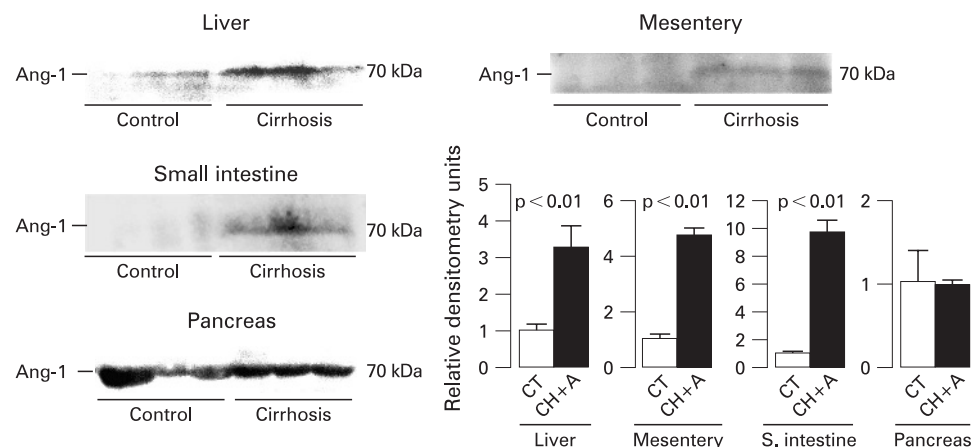 Liver
Ang-1
70 kDa
Control
Cirrhosis
Mesentery
Ang-1
70 kDa
Control
Cirrhosis
Small intestine
Ang-1
70 kDa
Control
Cirrhosis
Pancreas
Ang-1
70 kDa
Control
Cirrhosis
Relative densitometry units
5
4
3
2
1
0
p < 0.01
CT
CH+A
Liver
6
4
2
0
p < 0.01
CT
CH+A
Mesentery
12
10
8
6
4
2
0
p < 0.01
CT
CH+A
S. intestine
2
1
0
CT
CH+A
Pancreas